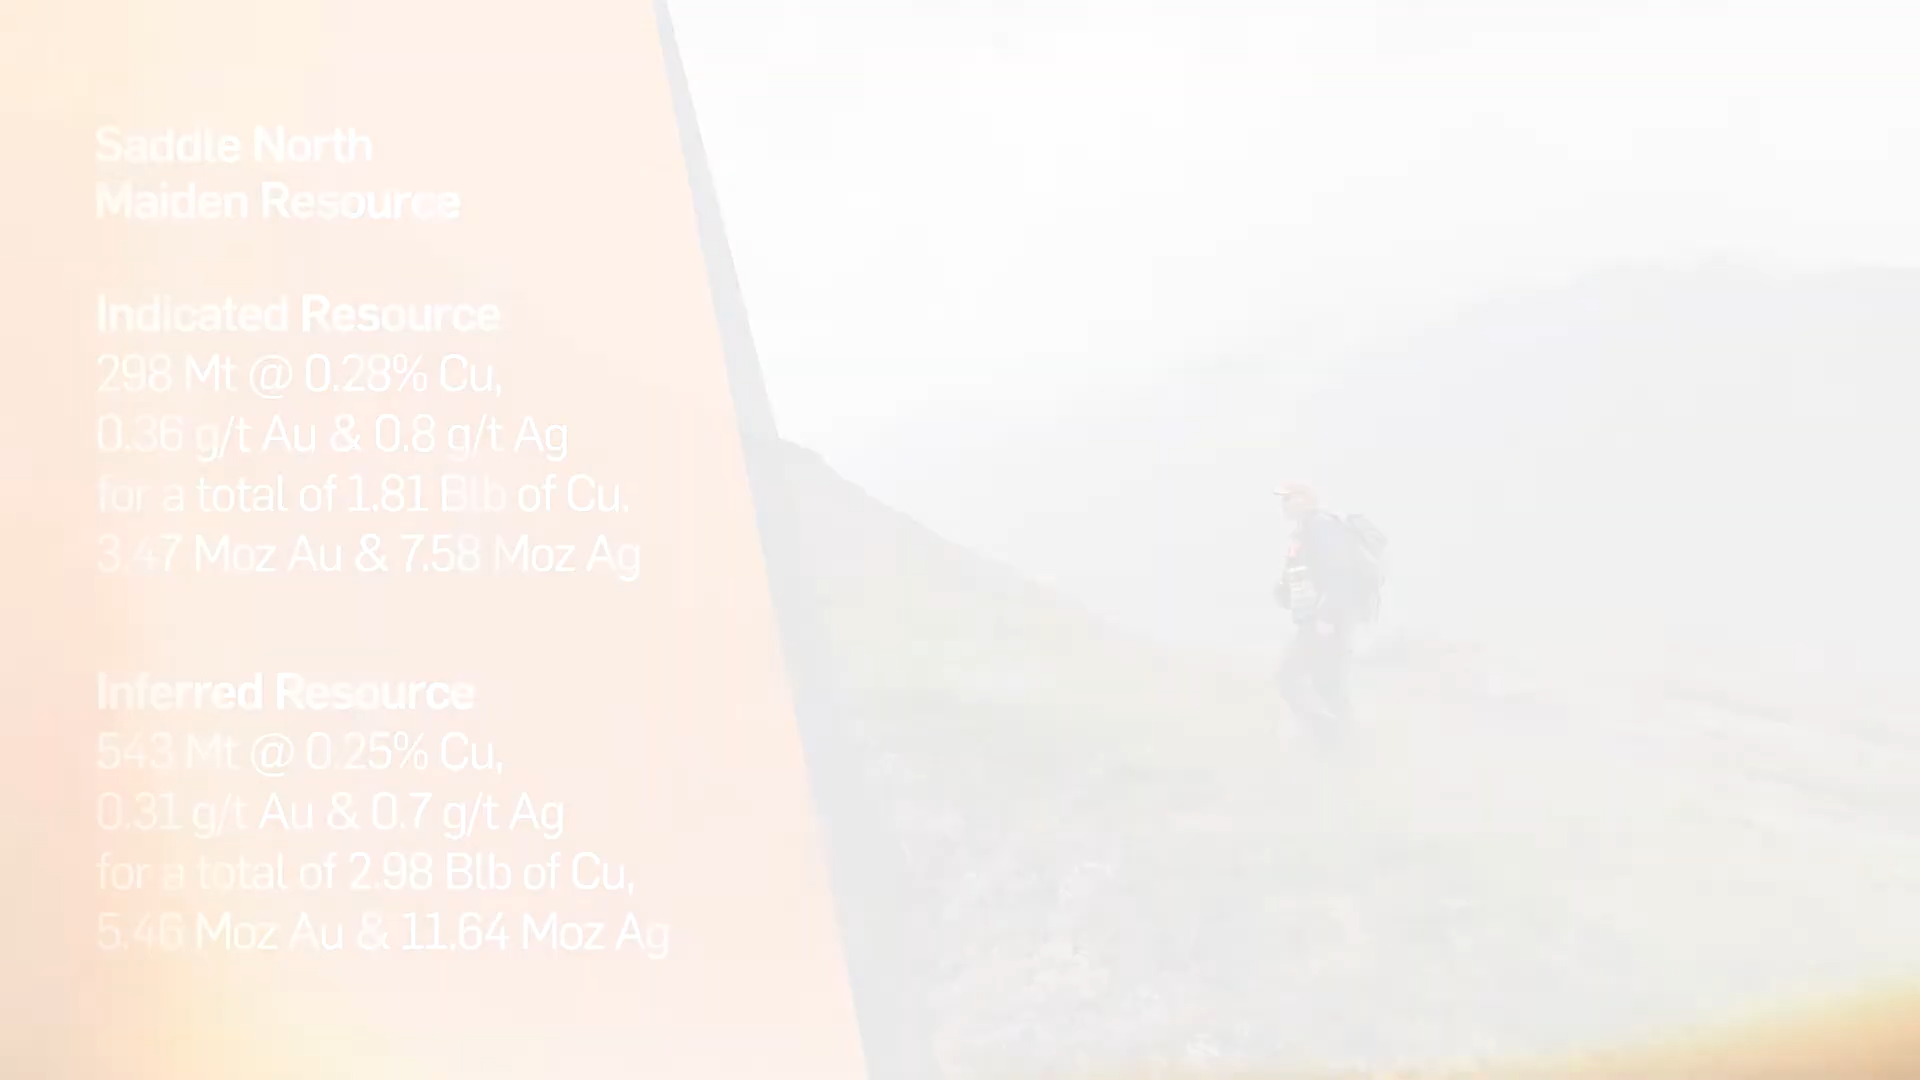 Saddle North
Maiden Resource
Indicated Resource
298 Mt @ 0.28% Cu,
0.36 g/t Au & 0.8 g/t Ag
for a total of 1.81 Blb of Cu.
3.47 Moz Au & 7.58 Moz Ag
Inferred Resource
543 Mt @ 0.25% Cu,
0.31 g/t Au & 0.7 g/t Ag
for a total of 2.98 Blb of Cu,
5.46 Moz Au & 11.64 Moz Ag